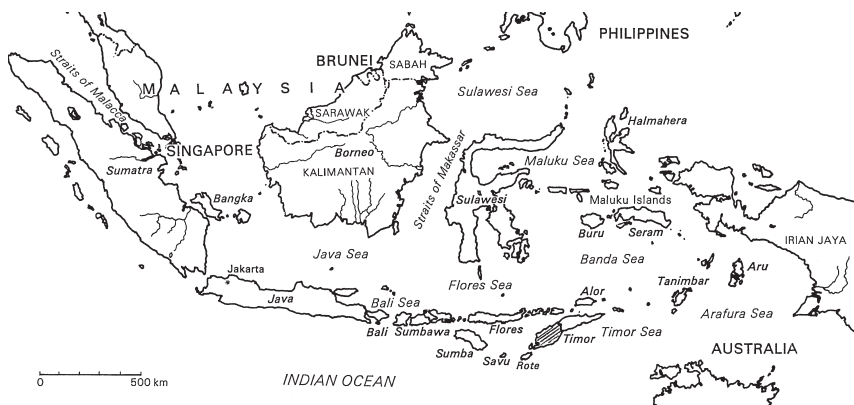 PHILIPPINES
BRUNEI
SABAH
Straits of Malacca
MALAYSIA
Sulawesi Sea
SARAWAK
Halmahera
SINGAPORE
Borneo
Straits of Makassar
Maluku Sea
Sumatra
KALIMANTAN
Bangka
Sulawesi
Maluku Islands
Buru
Seram
IRIAN JAYA
Java Sea
Banda Sea
Jakarta
Aru
Flores Sea
Tanimbar
Java
Bali Sea
Alor
Arafura Sea
Bali
Sumbawa
Flores
Timor
Timor Sea
Sumba
Savu
Rote
AUSTRALIA
0
500 km
INDIAN OCEAN